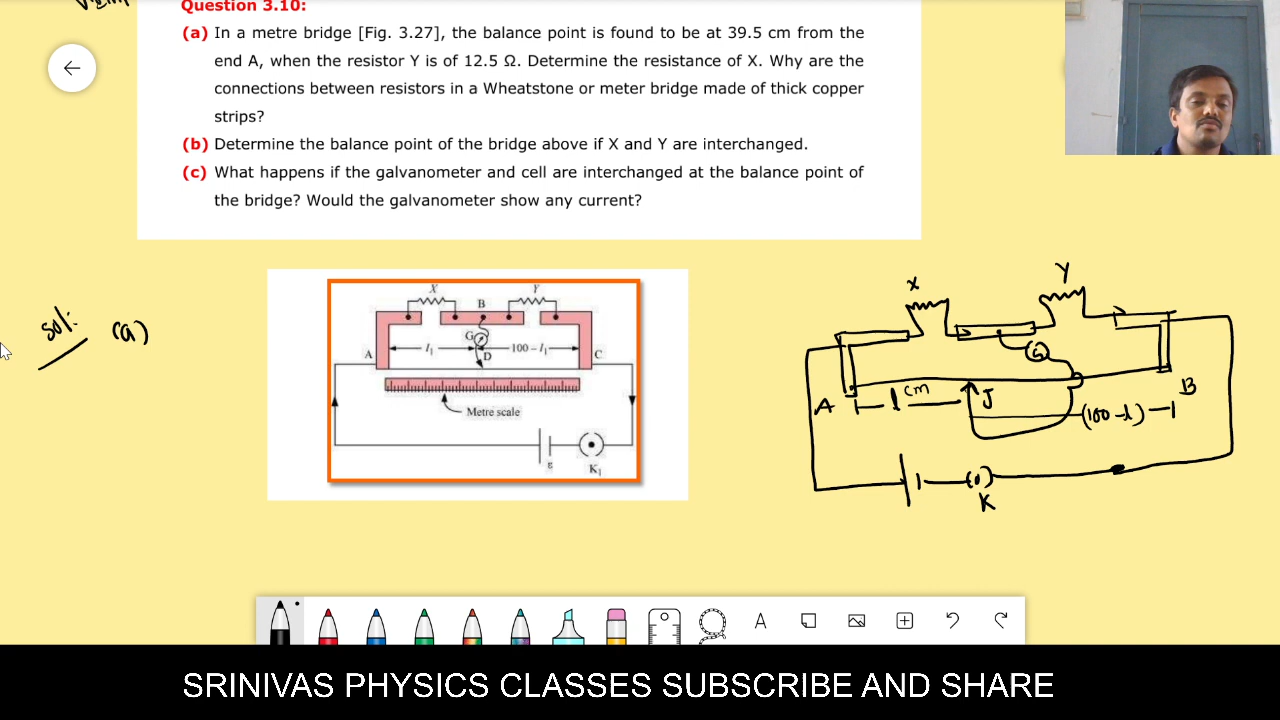 Question 3.10:
(a) In a metre bridge [Fig. 3.27], the balance point is found to be at 39.5 cm from the
end A, when the resistor Y is of 12.5 Ω. Determine the resistance of X. Why are the
connections between resistors in a Wheatstone or meter bridge made of thick copper
strips?
(b) Determine the balance point of the bridge above if X and Y are interchanged.
(c) What happens if the galvanometer and cell are interchanged at the balance point of
the bridge? Would the galvanometer show any current?
Sol: (a)
X Y
B
G
A l₁ D 100 – l₁ C
Metre scale
ε K₁
X Y
G
A l cm J (100-l) B
K
A
SRINIVAS PHYSICS CLASSES SUBSCRIBE AND SHARE